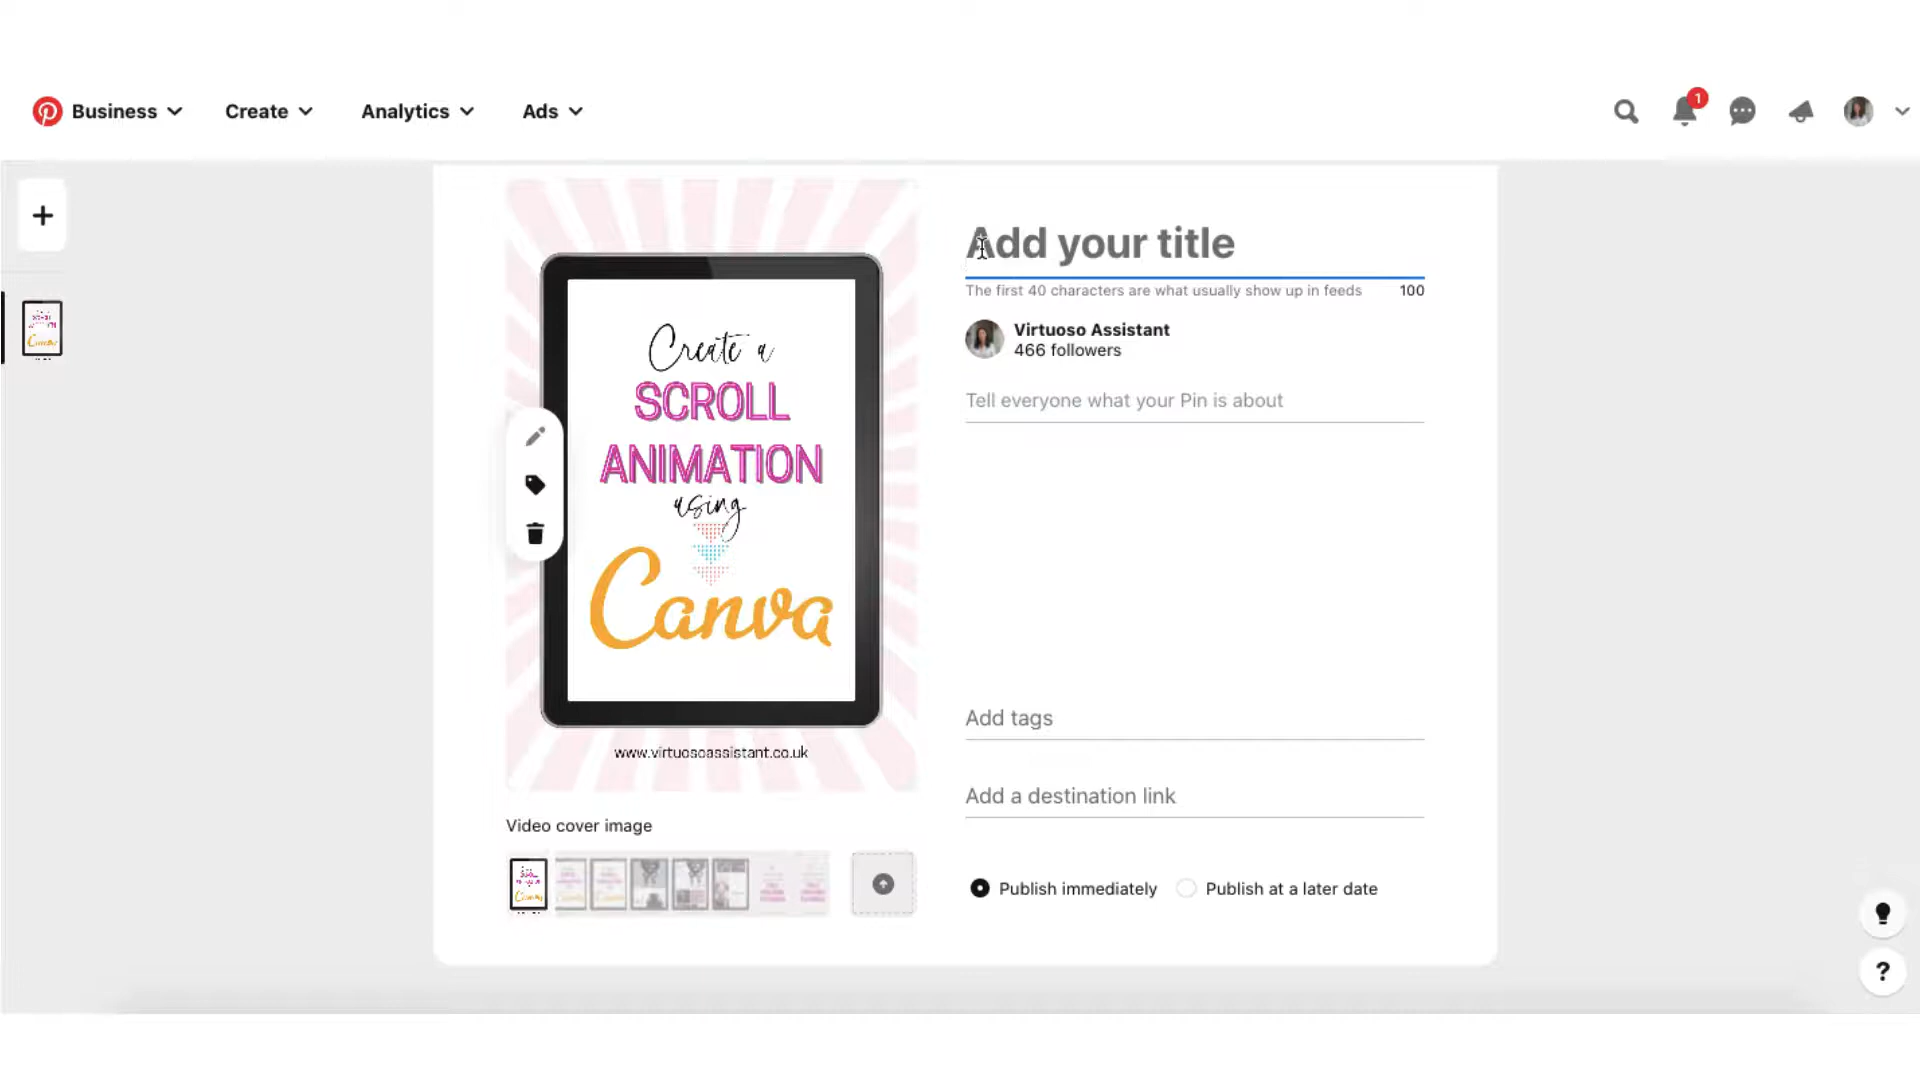 Business
Create
Analytics
Ads
1
Add your title
The first 40 characters are what usually show up in feeds
100
Virtuoso Assistant
466 followers
Tell everyone what your Pin is about
Create a
SCROLL
ANIMATION
using
Canva
www.virtuosoassistant.co.uk
Add tags
Add a destination link
Video cover image
Publish immediately
Publish at a later date
?